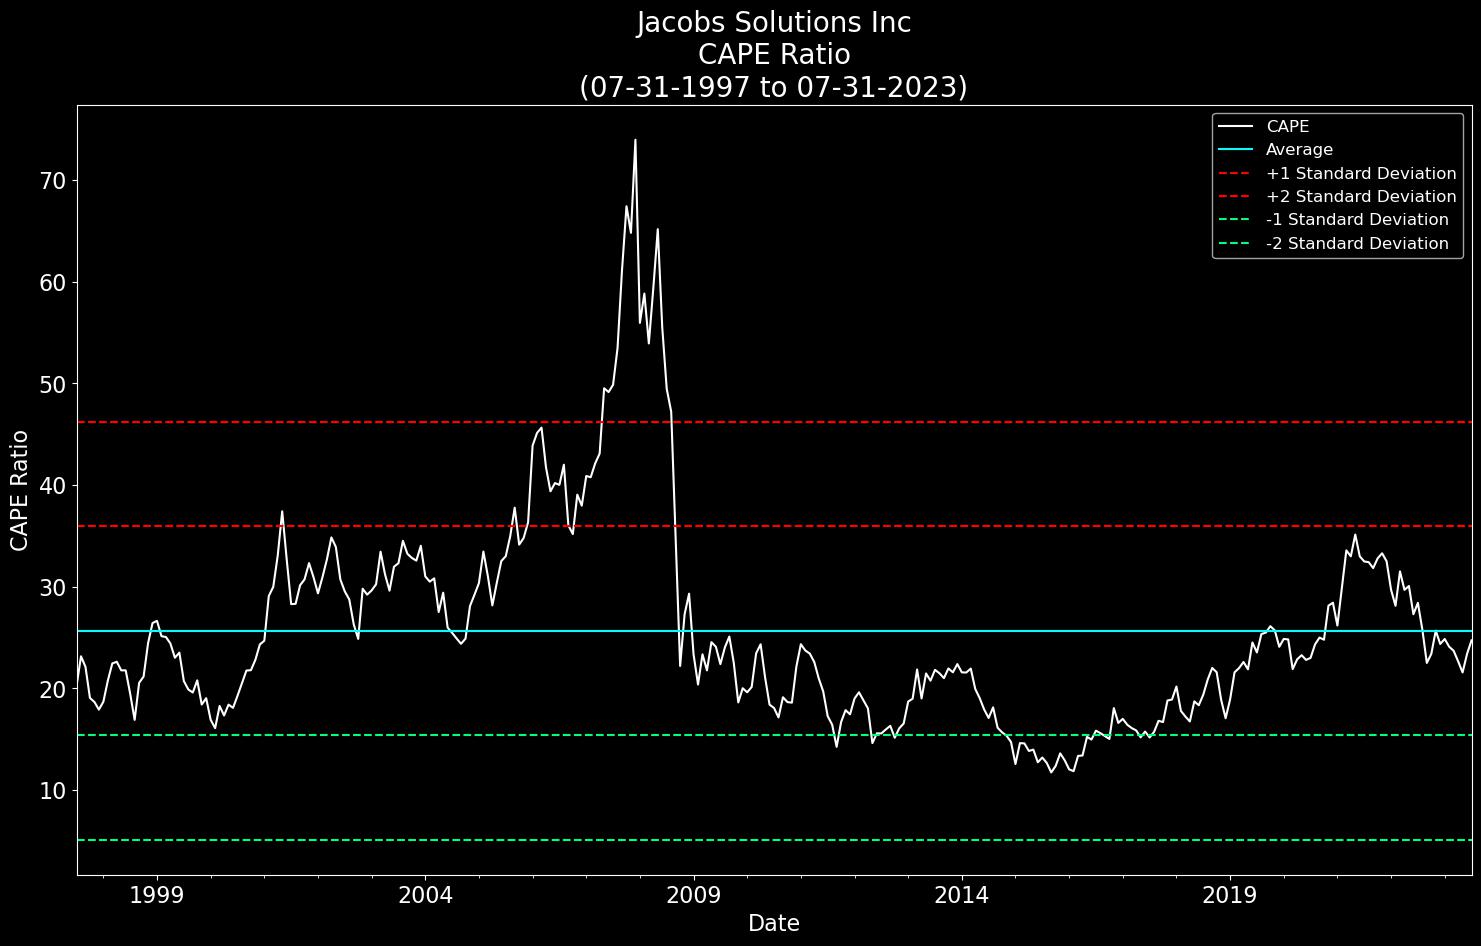 Jacobs Solutions Inc
CAPE Ratio
(07-31-1997 to 07-31-2023)
CAPE
Average
+1 Standard Deviation
+2 Standard Deviation
-1 Standard Deviation
-2 Standard Deviation
CAPE Ratio
70
60
50
40
30
20
10
1999 2004 2009 2014 2019
Date